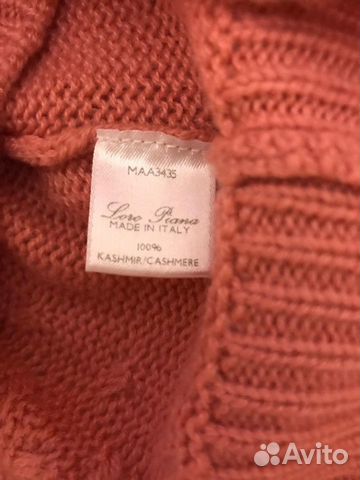 MAA3435
Loro Piana
MADE IN ITALY
100%
KASHMIR/CASHMERE
Avito